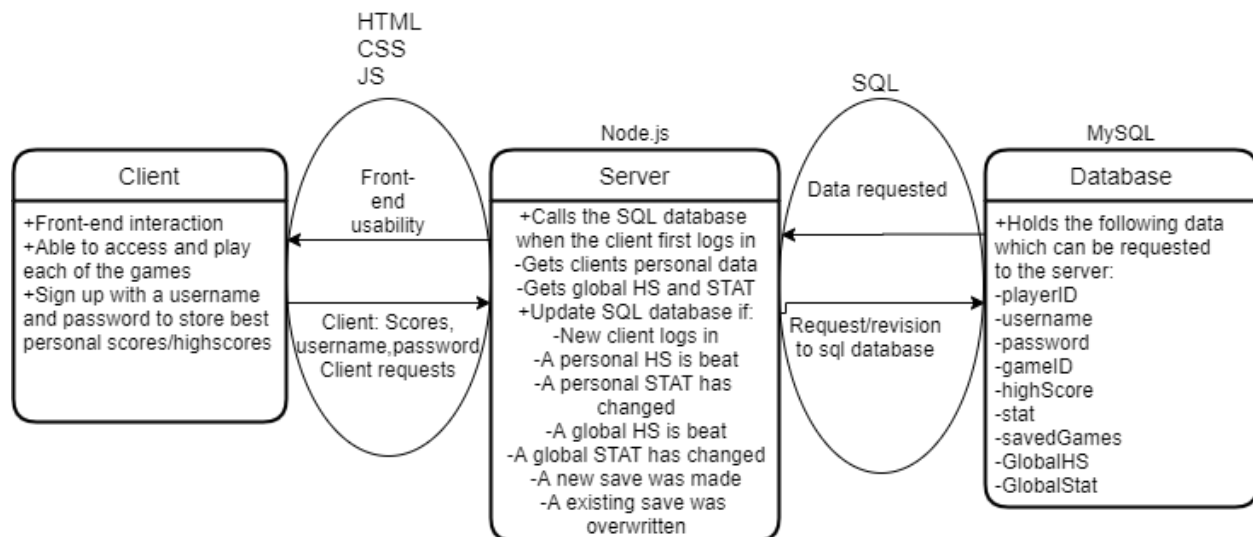 HTML
CSS
JS
SQL
Node.js
MySQL
Client
+Front-end interaction
+Able to access and play
each of the games
+Sign up with a username
and password to store best
personal scores/highscores
Front-
end
usability
Client: Scores,
username,password
Client requests
Server
+Calls the SQL database
when the client first logs in
-Gets clients personal data
-Gets global HS and STAT
+Update SQL database if:
-New client logs in
-A personal HS is beat
-A personal STAT has
changed
-A global HS is beat
-A global STAT has changed
-A new save was made
-A existing save was
overwritten
Data requested
Request/revision
to sql database
Database
+Holds the following data
which can be requested
to the server:
-playerID
-username
-password
-gameID
-highScore
-stat
-savedGames
-GlobalHS
-GlobalStat